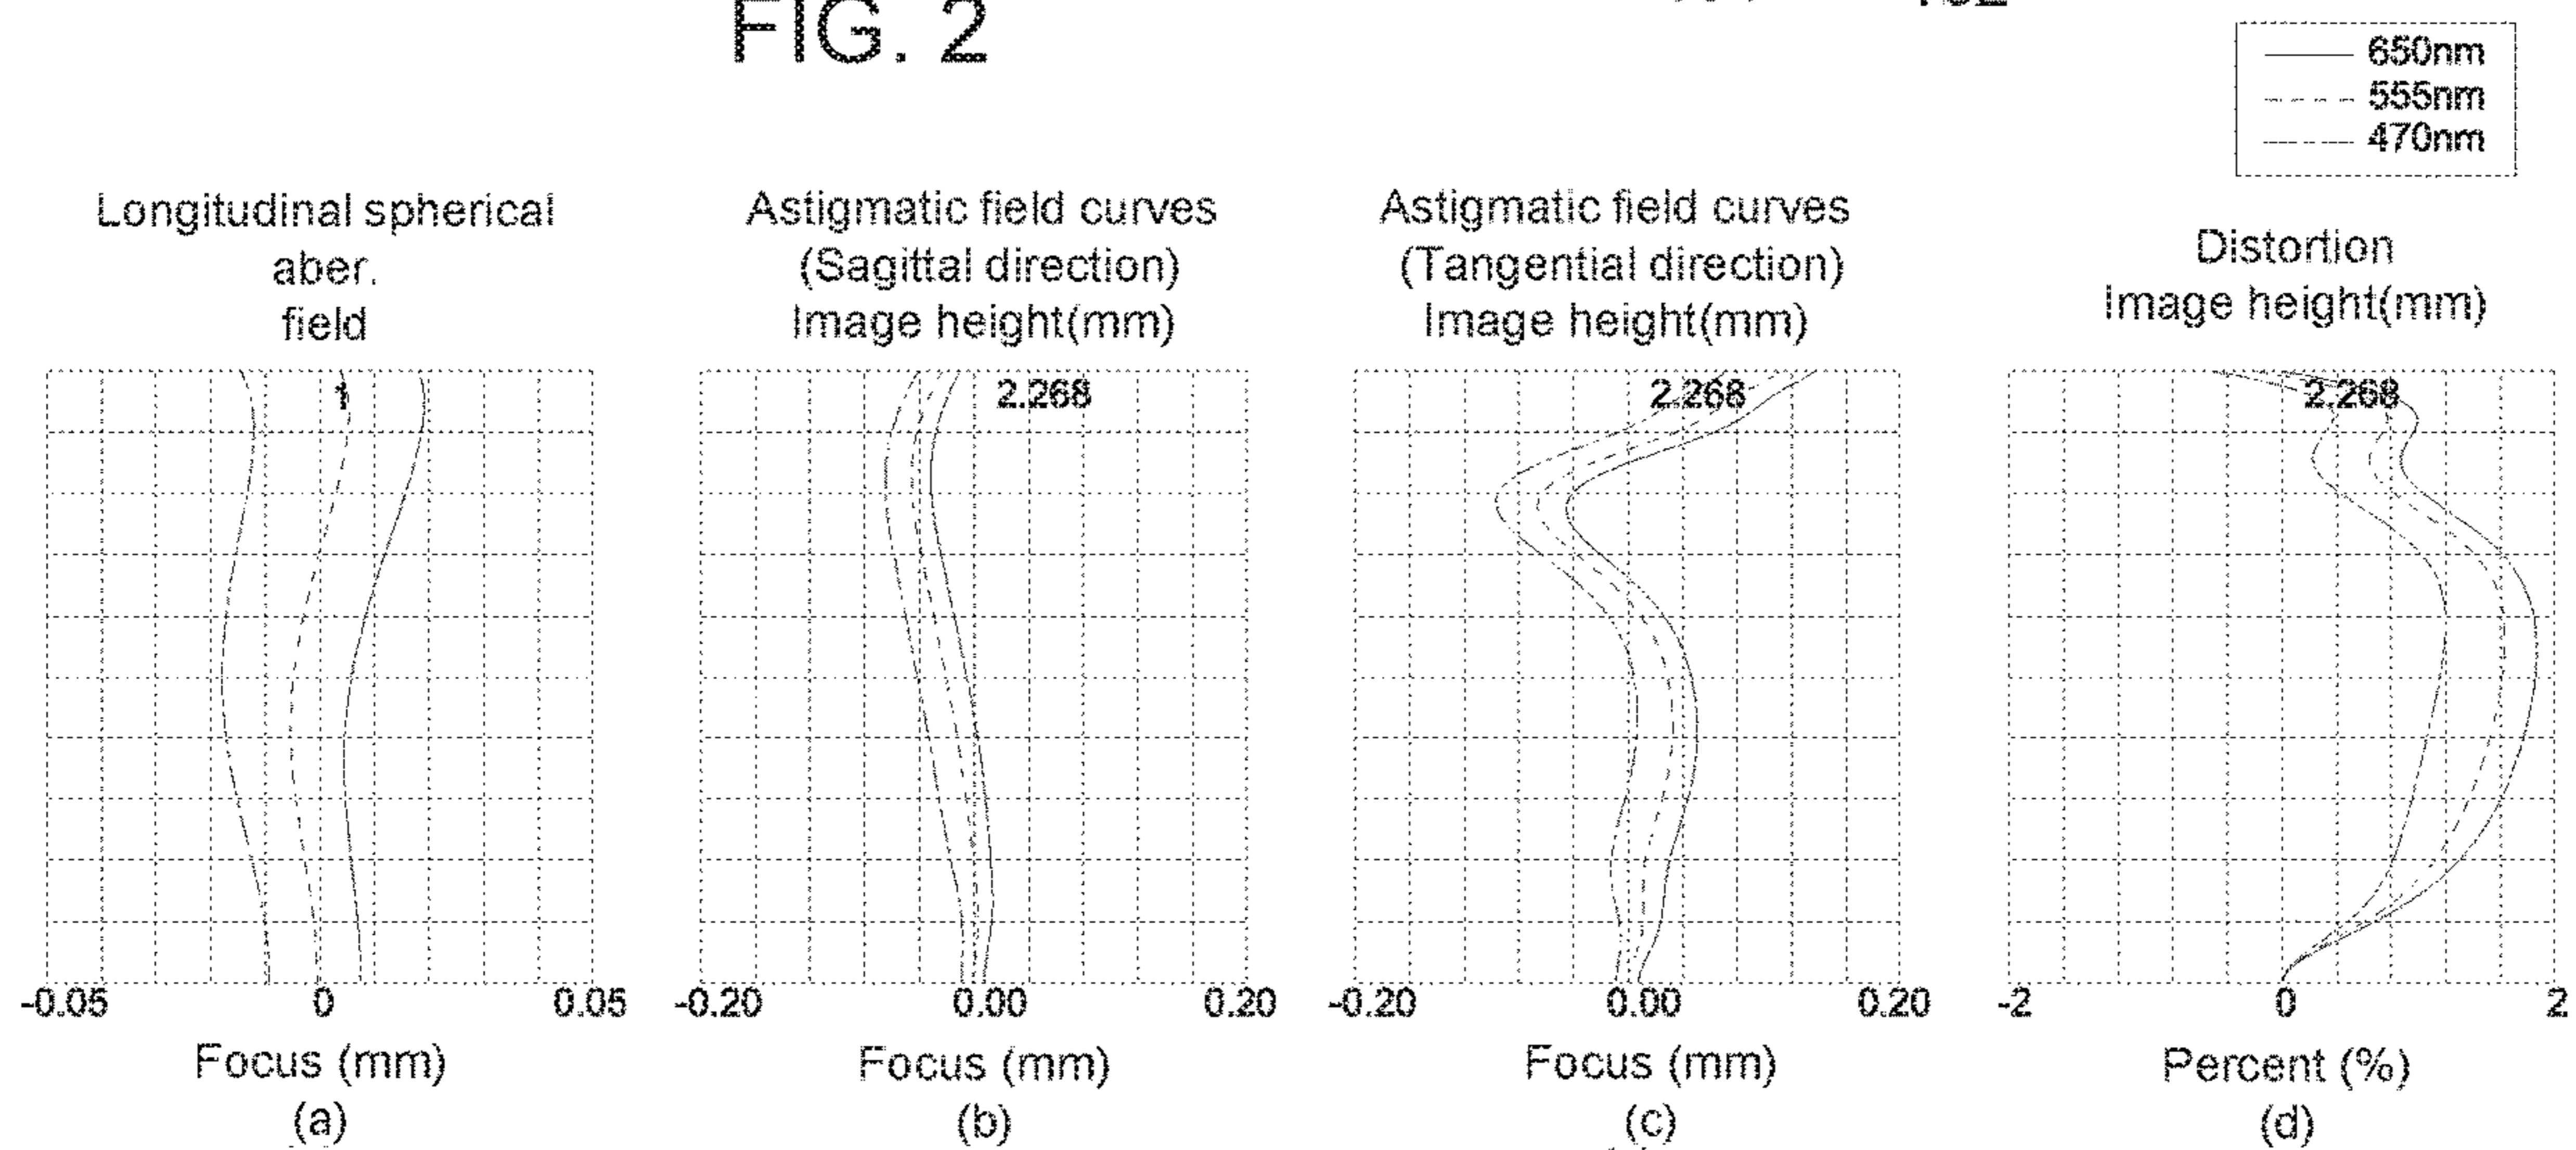 FIG. 2
650nm
555nm
470nm
Longitudinal spherical
aber.
field
Astigmatic field curves
(Sagittal direction)
Image height(mm)
Astigmatic field curves
(Tangential direction)
Image height(mm)
Distortion
Image height(mm)
1
2.268
2.268
2.268
-0.05 0 0.05
-0.20 0.00 0.20
-0.20 0.00 0.20
-2 0 2.
Focus (mm)
Focus (mm)
Focus (mm)
Percent (%)
(a)
(b)
(c)
(d)